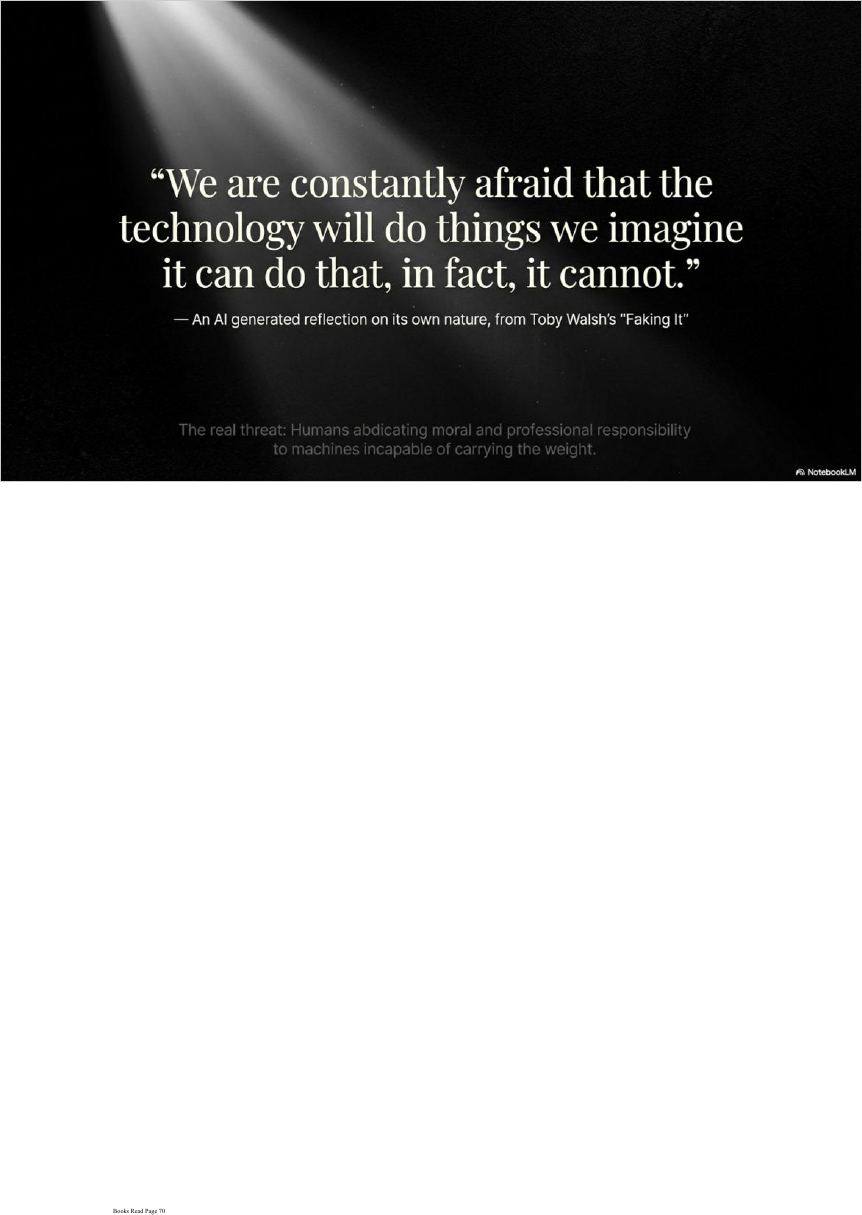 “We are constantly afraid that the
technology will do things we imagine
it can do that, in fact, it cannot.”
— An AI generated reflection on its own nature, from Toby Walsh's "Faking It"
The real threat: Humans abdicating moral and professional responsibility
to machines incapable of carrying the weight.
NotebookLM
Books Read Page 70